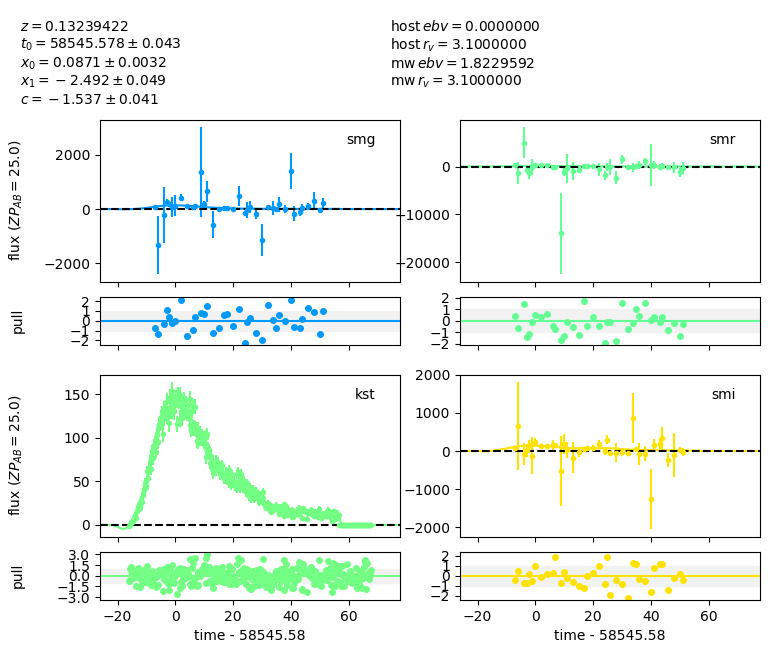 z = 0.13239422
t0 = 58545.578 ± 0.043
x0 = 0.0871 ± 0.0032
x1 = −2.492 ± 0.049
c = −1.537 ± 0.041
host ebv = 0.0000000
host rv = 3.1000000
mw ebv = 1.8229592
mw rv = 3.1000000
flux (ZPAB = 25.0)
2000
0
−2000
smg
0
−10000
−20000
smr
pull
2
1
0
−1
−2
2
1
0
−1
−2
flux (ZPAB = 25.0)
150
100
50
0
kst
2000
1000
0
−1000
−2000
smi
pull
3.0
1.5
0.0
−1.5
−3.0
2
1
0
−1
−2
−20 0 20 40 60
−20 0 20 40 60
time - 58545.58
time - 58545.58